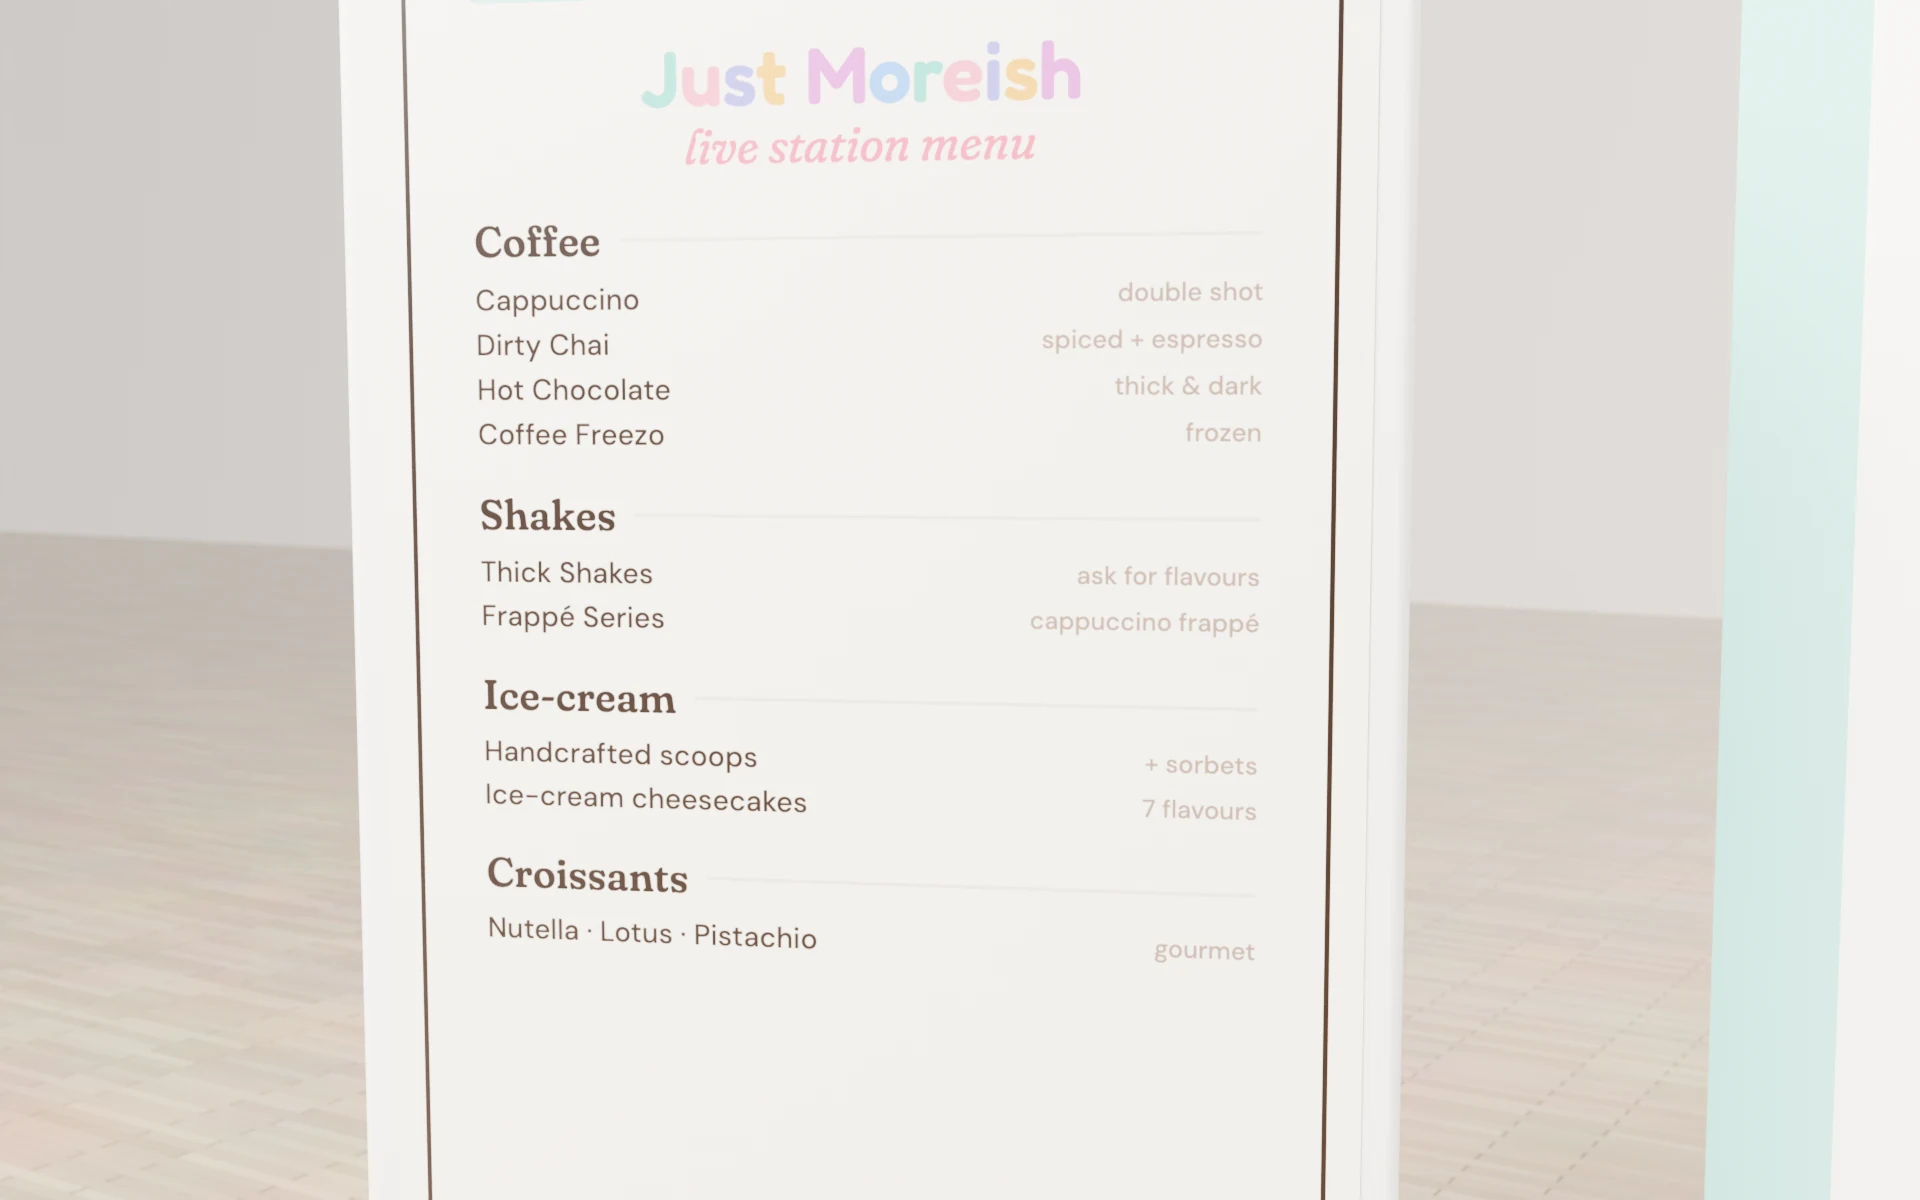 Just Moreish
live station menu
Coffee
Cappuccino double shot
Dirty Chai spiced + espresso
Hot Chocolate thick & dark
Coffee Freezo frozen
Shakes
Thick Shakes ask for flavours
Frappé Series cappuccino frappé
Ice-cream
Handcrafted scoops + sorbets
Ice-cream cheesecakes 7 flavours
Croissants
Nutella · Lotus · Pistachio gourmet